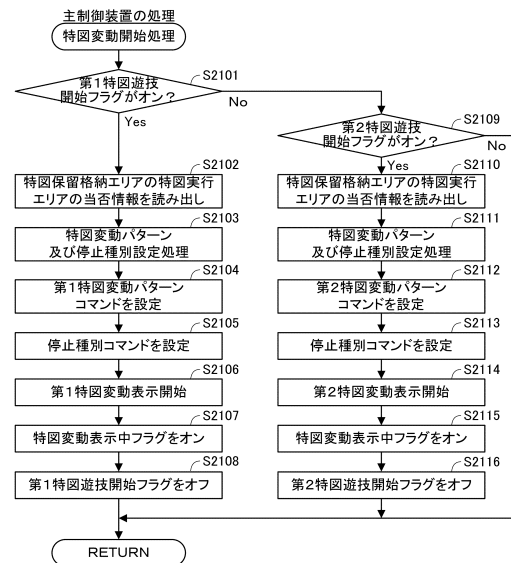 主制御装置の処理
特図変動開始処理
S2101
第1特図遊技
開始フラグがオン?
No
Yes
S2109
第2特図遊技
開始フラグがオン?
No
Yes
S2102
特図保留格納エリアの特図実行
エリアの当否情報を読み出し
S2103
特図変動パターン
及び停止種別設定処理
S2104
第1特図変動パターン
コマンドを設定
S2105
停止種別コマンドを設定
S2106
第1特図変動表示開始
S2107
特図変動表示中フラグをオン
S2108
第1特図遊技開始フラグをオフ
S2110
特図保留格納エリアの特図実行
エリアの当否情報を読み出し
S2111
特図変動パターン
及び停止種別設定処理
S2112
第2特図変動パターン
コマンドを設定
S2113
停止種別コマンドを設定
S2114
第2特図変動表示開始
S2115
特図変動表示中フラグをオン
S2116
第2特図遊技開始フラグをオフ
RETURN